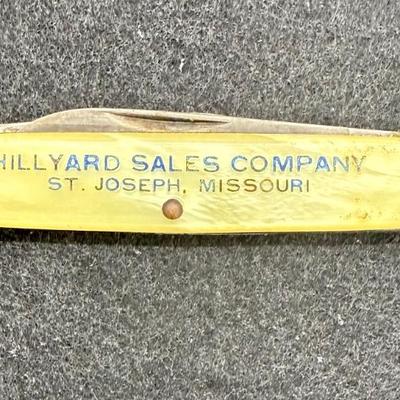 HILLYARD SALES COMPANY
ST. JOSEPH, MISSOURI